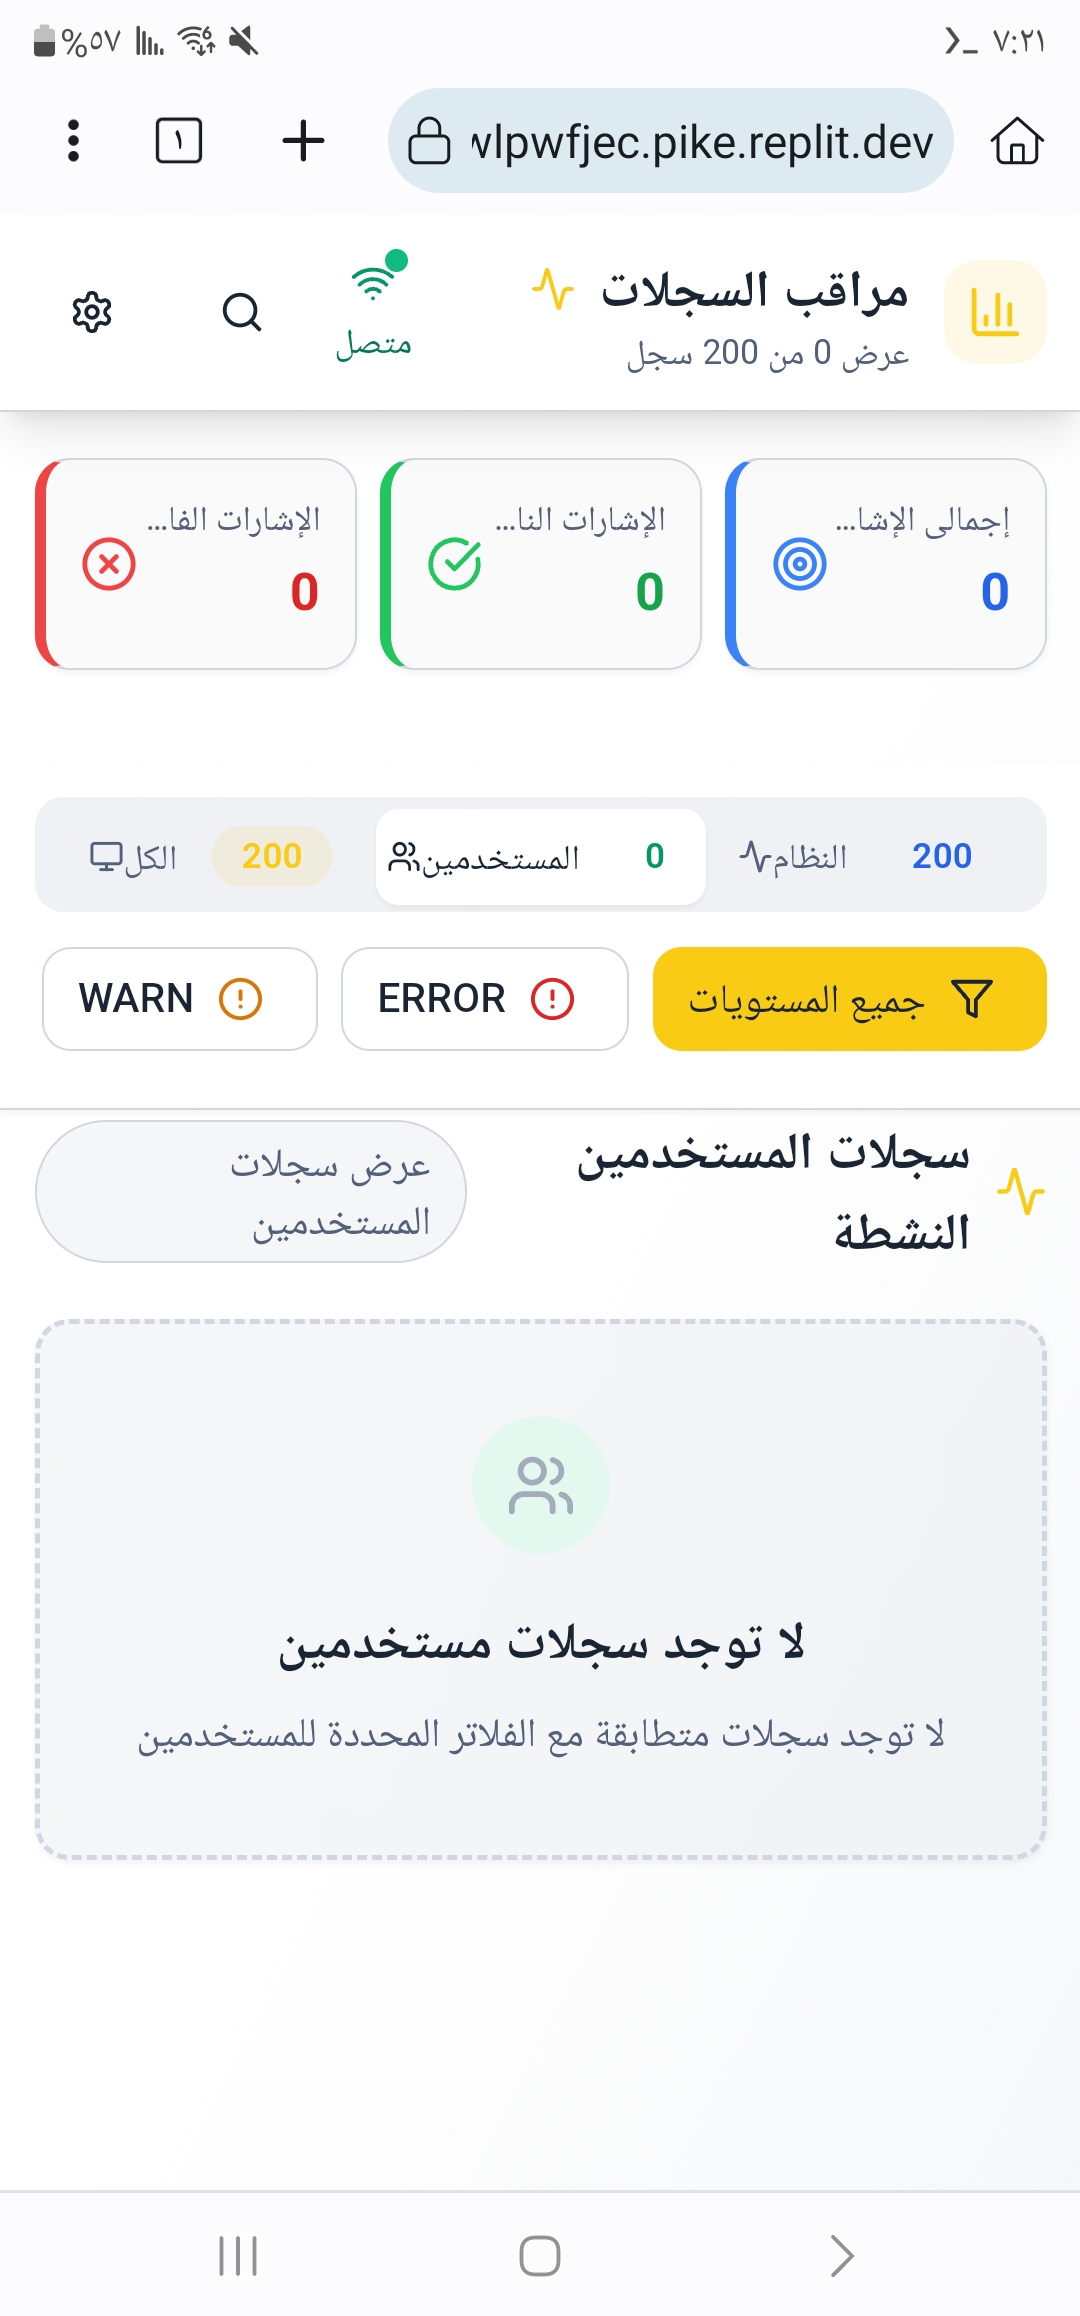 ٧:٢١
%٥٧
6
wlpwfjec.pike.replit.dev
١
مراقب السجلات
عرض 0 من 200 سجل
متصل
إجمالي الإشا...
0
الإشارات النا...
0
الإشارات الفا...
0
200 النظام
0 المستخدمين
200 الكل
جميع المستويات
ERROR
WARN
سجلات المستخدمين
النشطة
عرض سجلات
المستخدمين
لا توجد سجلات مستخدمين
لا توجد سجلات متطابقة مع الفلاتر المحددة للمستخدمين